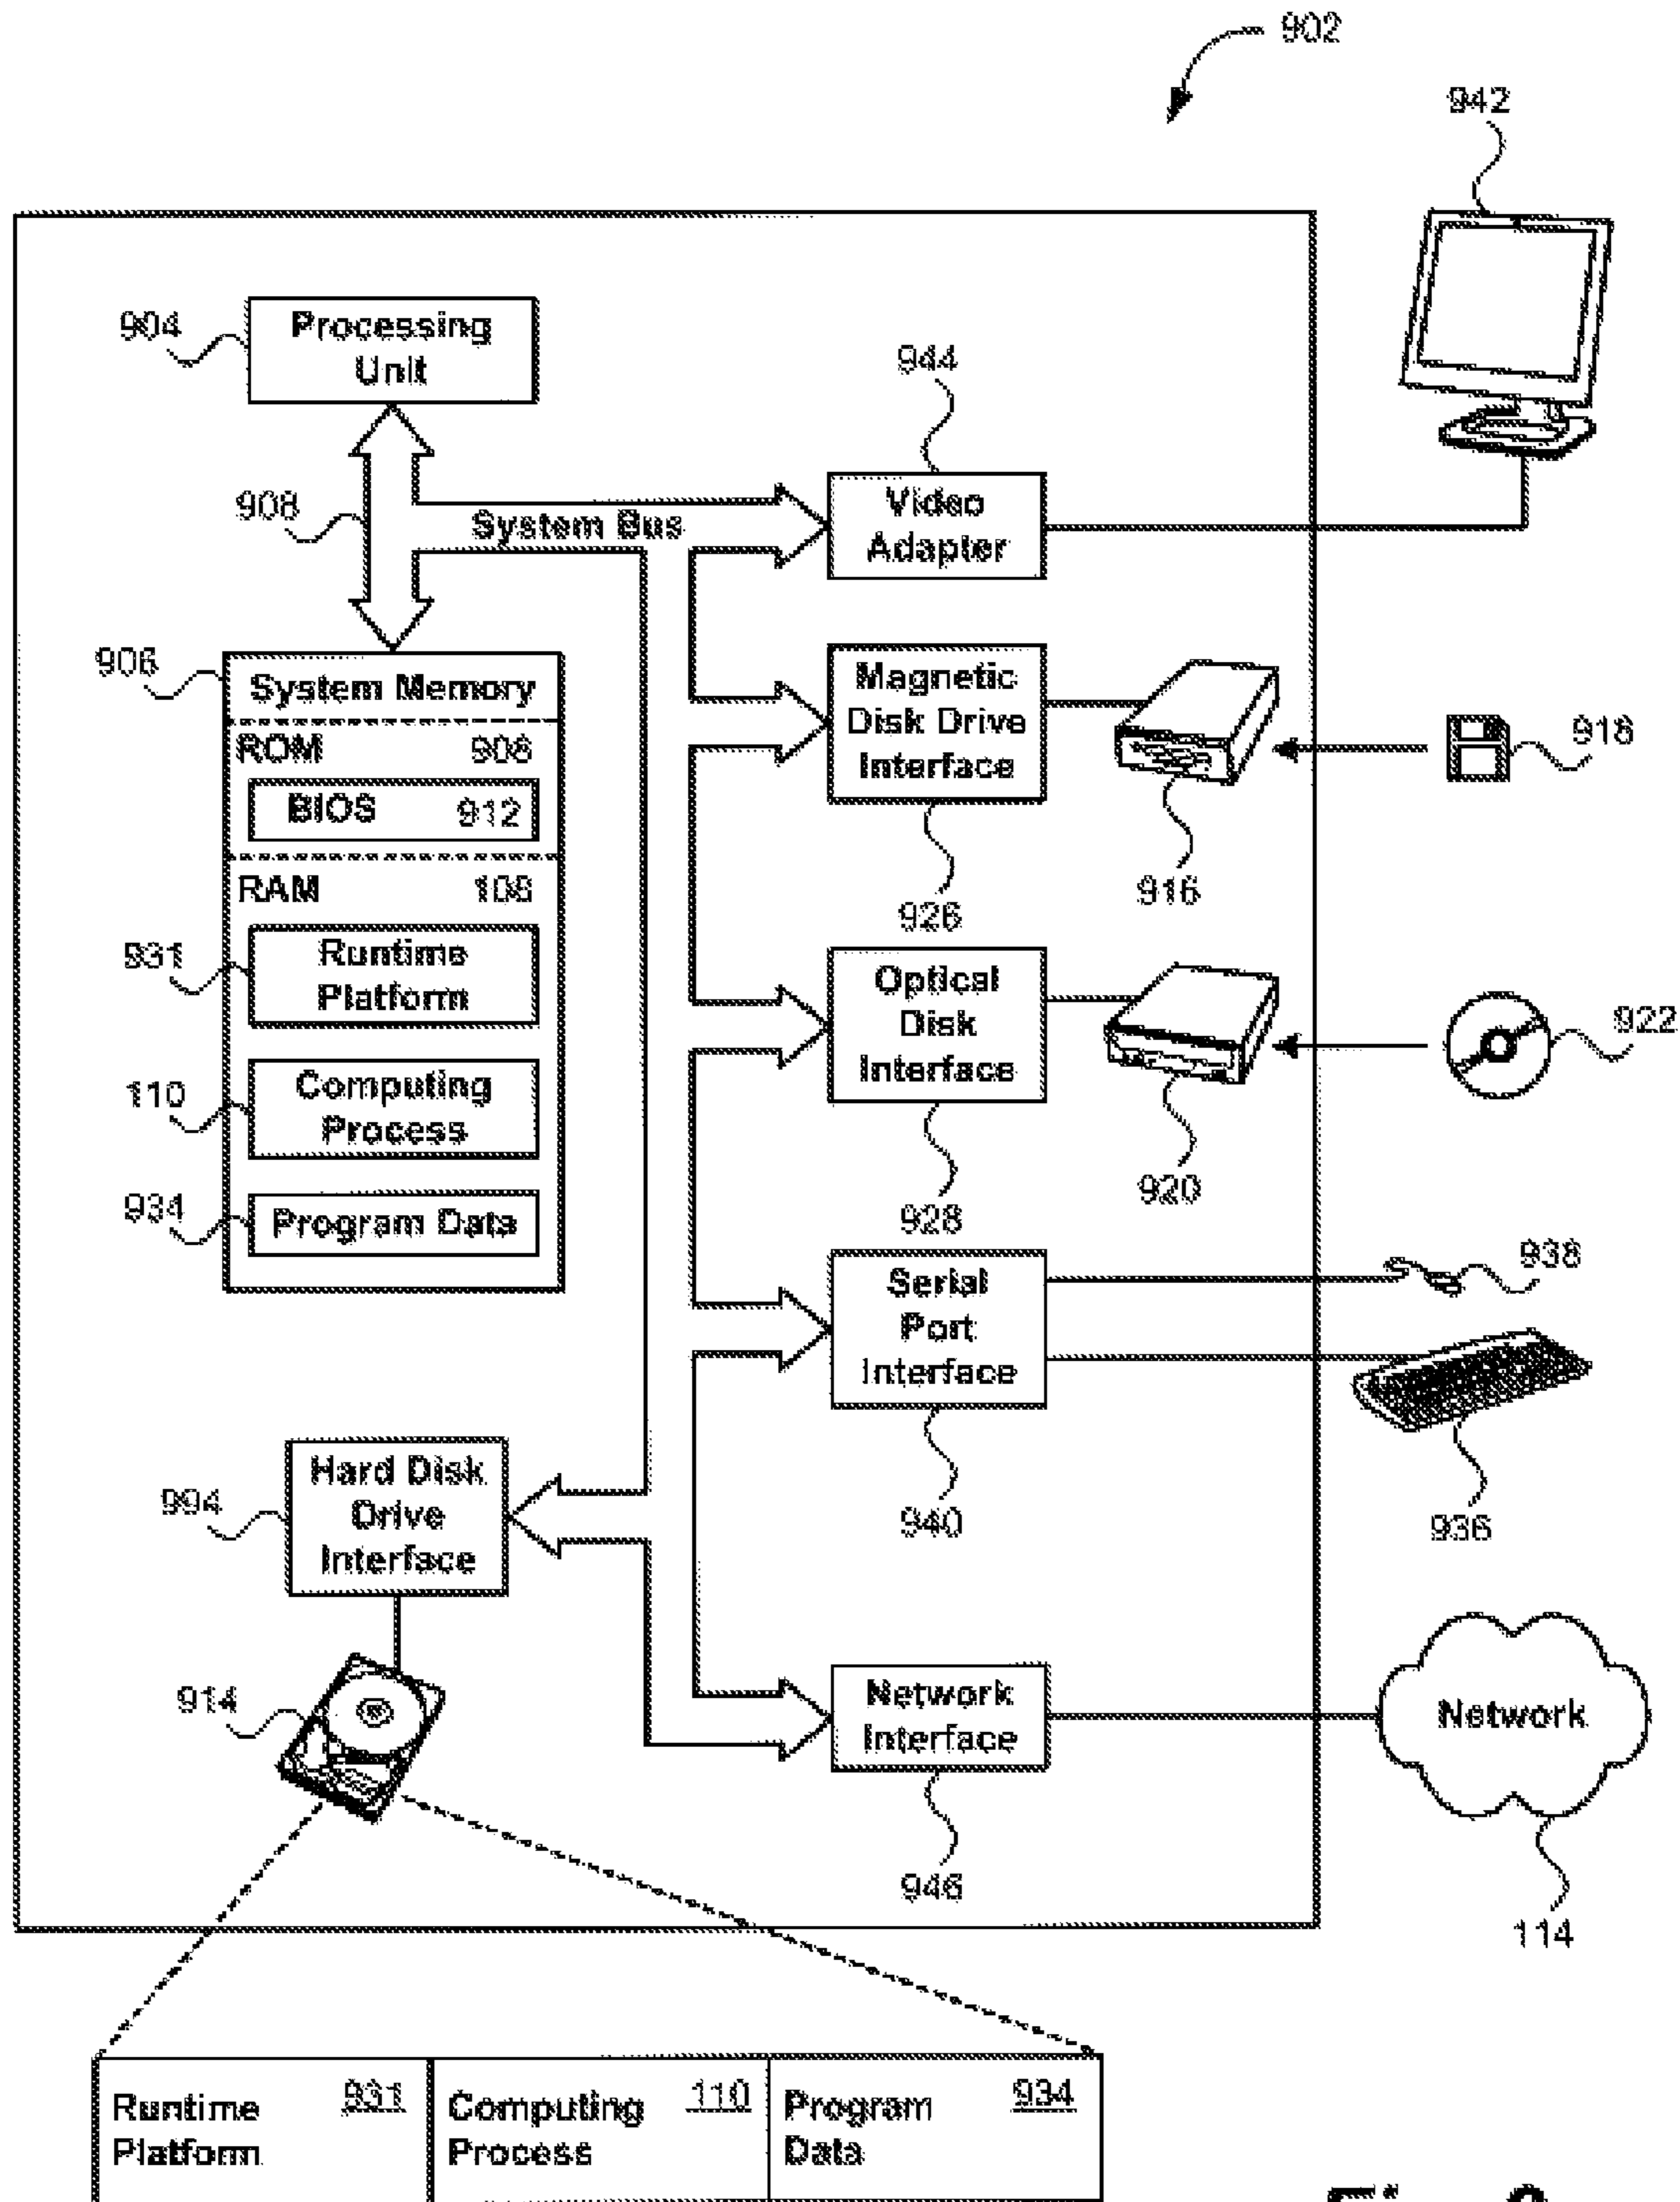 902
942
904
Processing
Unit
944
908
System Bus
Video
Adapter
906
System Memory
ROM 906
BIOS 912
Magnetic
Disk Drive
Interface
918
916
926
RAM 108
931
Runtime
Platform
Optical
Disk
Interface
922
110
Computing
Process
920
928
934
Program Data
938
Serial
Port
Interface
936
940
994
Hard Disk
Drive
Interface
914
Network
Interface
Network
946
114
Runtime 931
Platform
Computing 110
Process
Program 934
Data